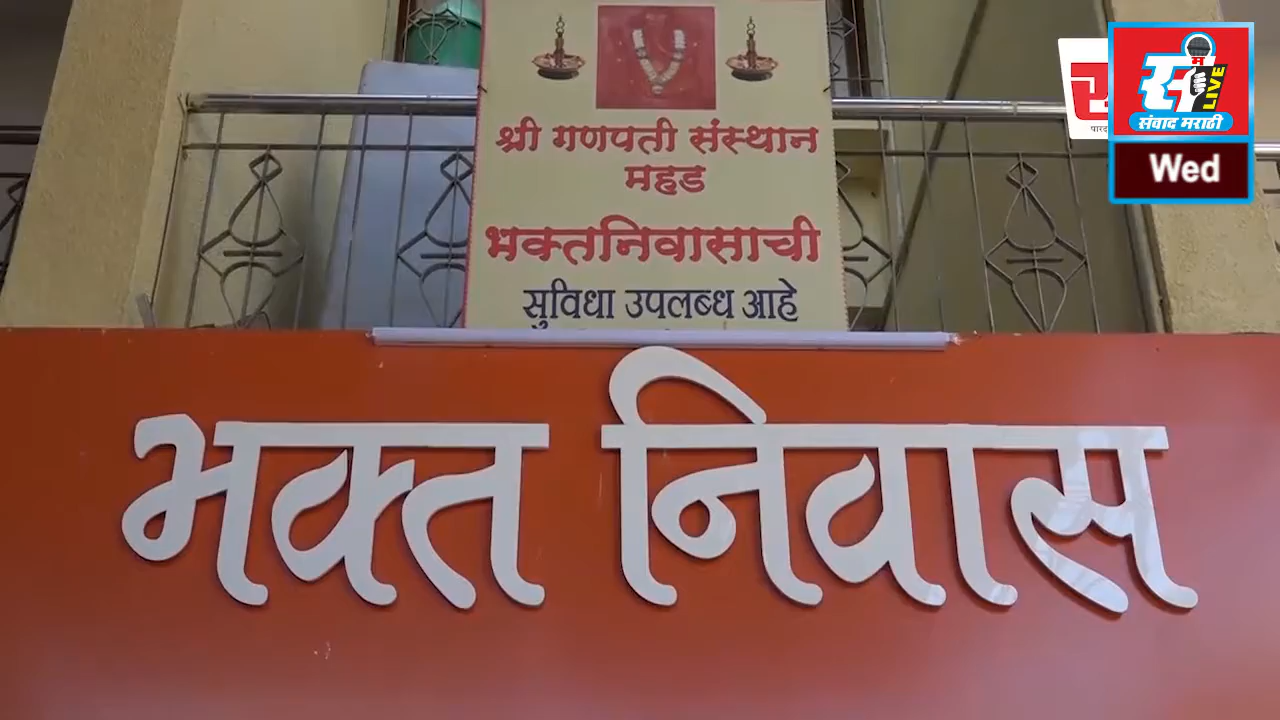 श्री गणपती संस्थान
महड
भक्तनिवासाची
सुविधा उपलब्ध आहे
भक्त निवास
LIVE
संवाद मराठी
Wed